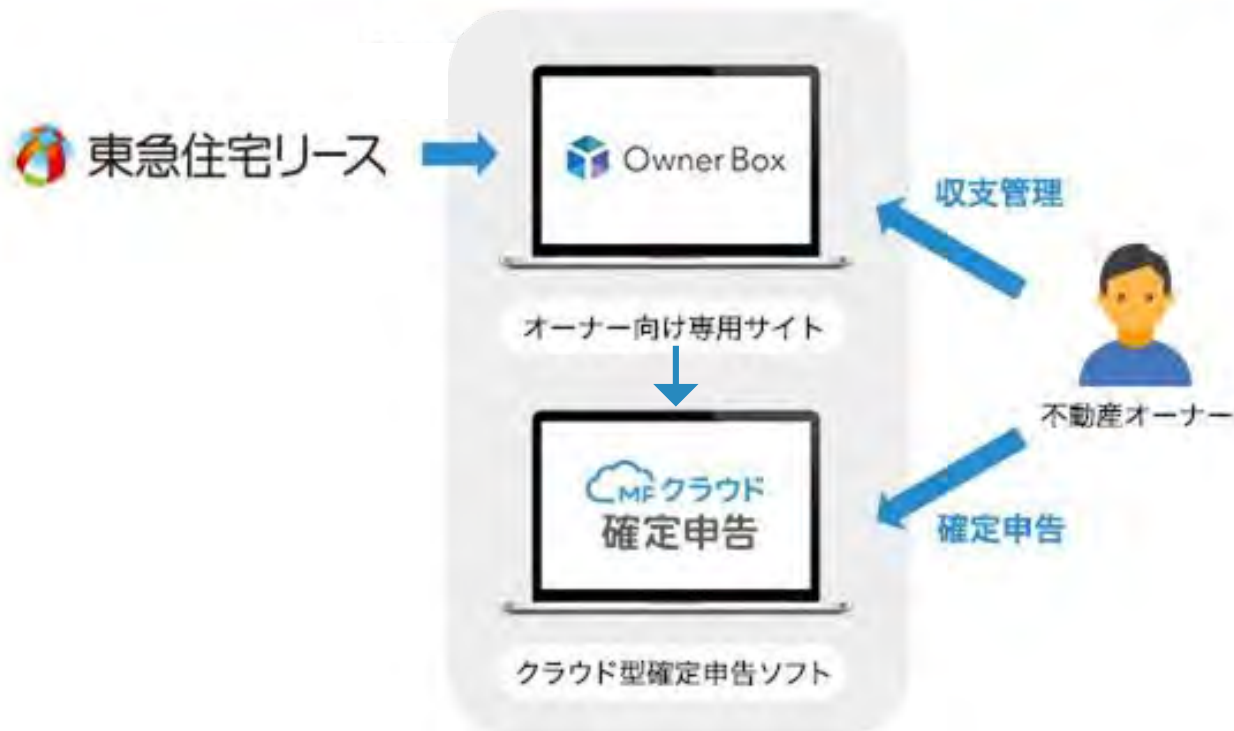 東急住宅リース
Owner Box
収支管理
オーナー向け専用サイト
不動産オーナー
MFクラウド
確定申告
確定申告
クラウド型確定申告ソフト